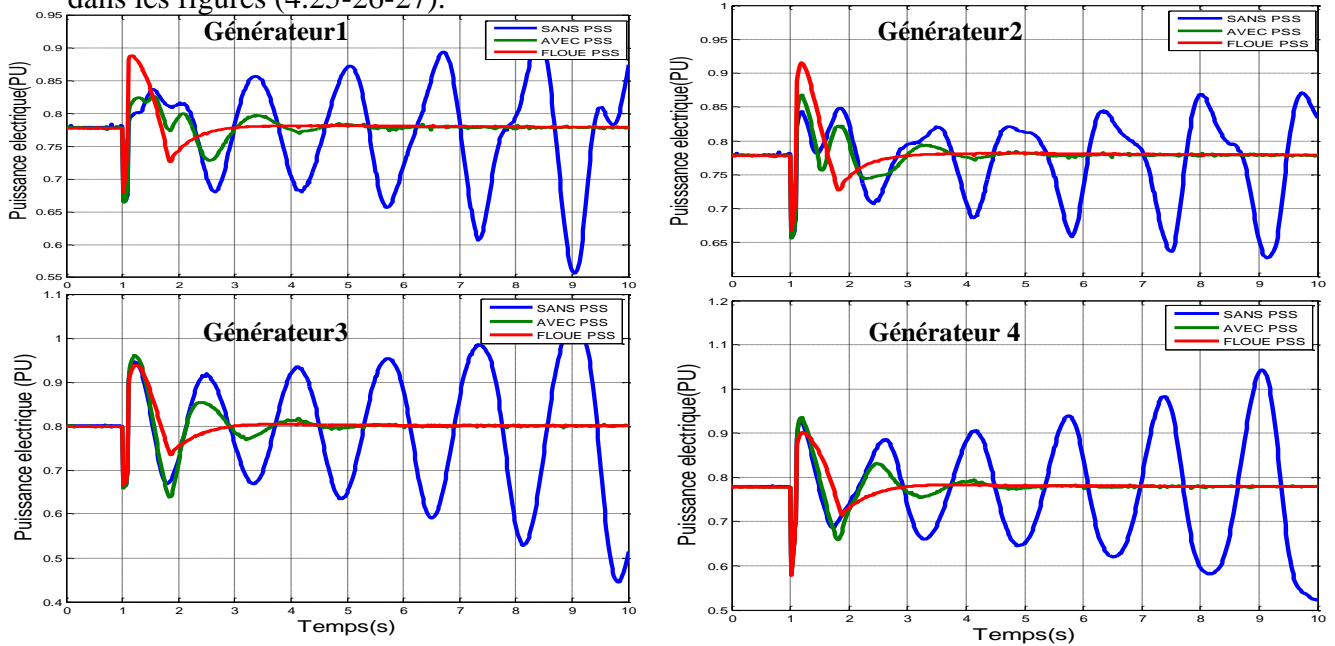 dans les figures (4.25-26-27).
Générateur1
SANS PSS
AVEC PSS
FLOUE PSS
Puissance electrique(PU)
0.95
0.9
0.85
0.8
0.75
0.7
0.65
0.6
0.55
0 1 2 3 4 5 6 7 8 9 10
Générateur2
SANS PSS
AVEC PSS
FLOUE PSS
Puissance electrique(PU)
1
0.95
0.9
0.85
0.8
0.75
0.7
0.65
0 1 2 3 4 5 6 7 8 9 10
Générateur3
SANS PSS
AVEC PSS
FLOUE PSS
Puissance electrique (PU)
1.1
1
0.9
0.8
0.7
0.6
0.5
0.4
0 1 2 3 4 5 6 7 8 9 10
Temps(s)
Générateur 4
SANS PSS
AVEC PSS
FLOUE PSS
Puissance electrique(PU)
1.2
1.1
1
0.9
0.8
0.7
0.6
0.5
0 1 2 3 4 5 6 7 8 9 10
Temps(s)